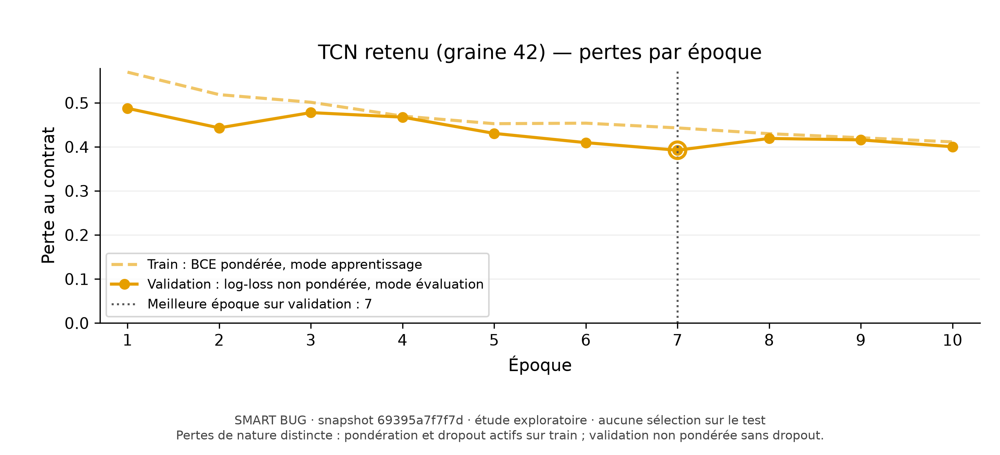 TCN retenu (graine 42) — pertes par époque
Perte au contrat
0.5
0.4
0.3
0.2
0.1
0.0
Train : BCE pondérée, mode apprentissage
Validation : log-loss non pondérée, mode évaluation
Meilleure époque sur validation : 7
1 2 3 4 5 6 7 8 9 10
Époque
SMART BUG · snapshot 69395a7f7f7d · étude exploratoire · aucune sélection sur le test
Pertes de nature distincte : pondération et dropout actifs sur train ; validation non pondérée sans dropout.